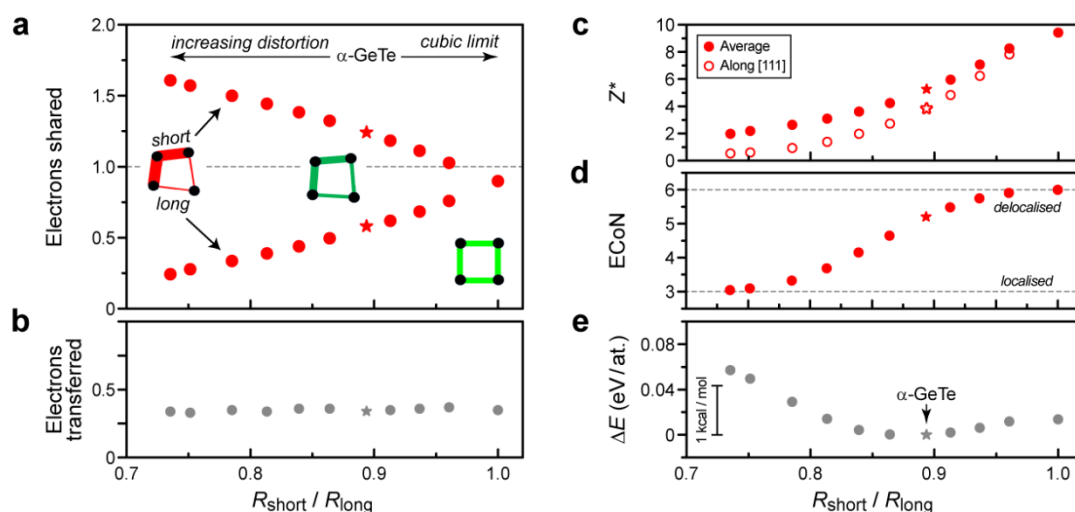 a
2.0
1.5
1.0
0.5
0
Electrons shared
increasing distortion
cubic limit
α-GeTe
short
long
b
0.5
0
Electrons
transferred
0.7
0.8
0.9
1.0
Rshort / Rlong
c
10
8
6
4
2
0
Z*
Average
Along [111]
d
6
5
4
3
ECoN
delocalised
localised
e
0.08
0.04
0
ΔE (eV/at.)
1 kcal / mol
α-GeTe
0.7
0.8
0.9
1.0
Rshort / Rlong